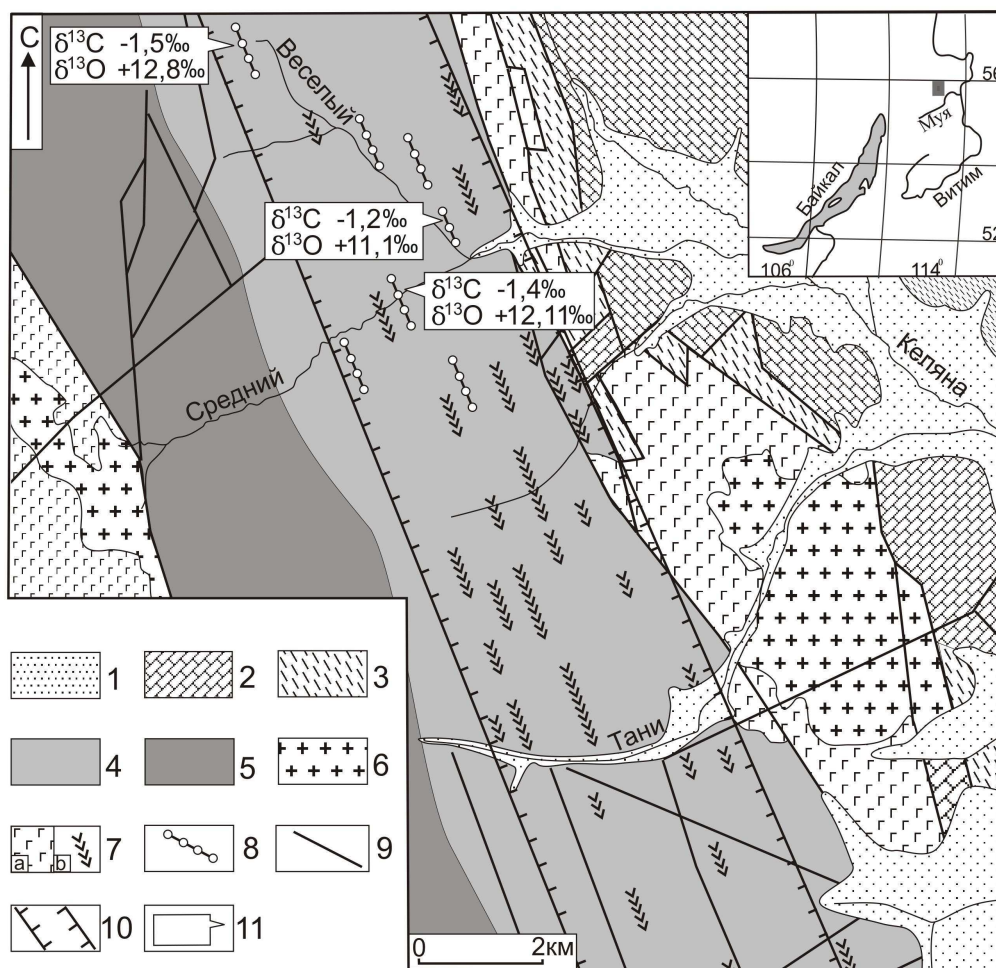 С
δ¹³C -1,5‰
δ¹³O +12,8‰
Веселый
δ¹³C -1,2‰
δ¹³O +11,1‰
δ¹³C -1,4‰
δ¹³O +12,11‰
Средний
Келяна
Тани
56
Муя
Байкал
Витим
52
106⁰
114⁰
1
2
3
4
5
6
a
b
7
8
9
10
11
0
2км